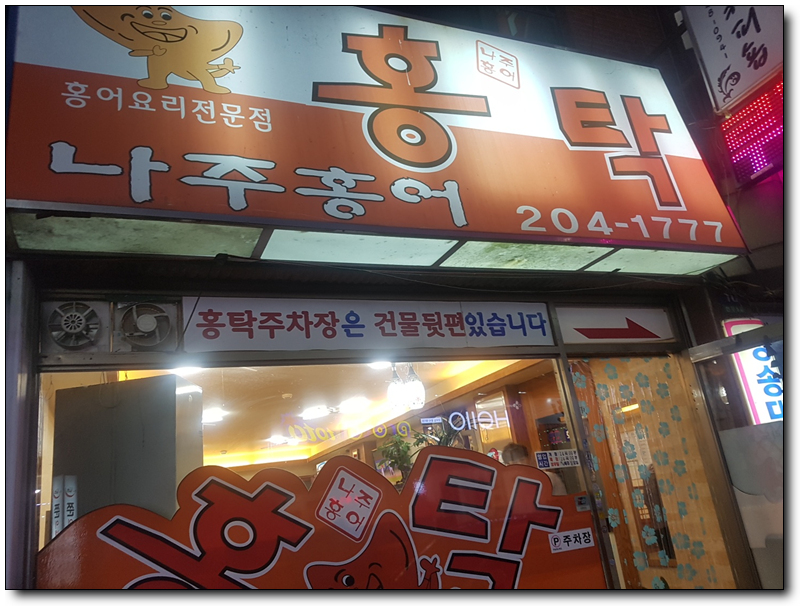 홍탁
나주
홍어
홍어요리전문점
나주홍어
204-1777
홍탁주차장은 건물뒷편있습니다
HEllO
홍탁
나주
홍어
P 주차장